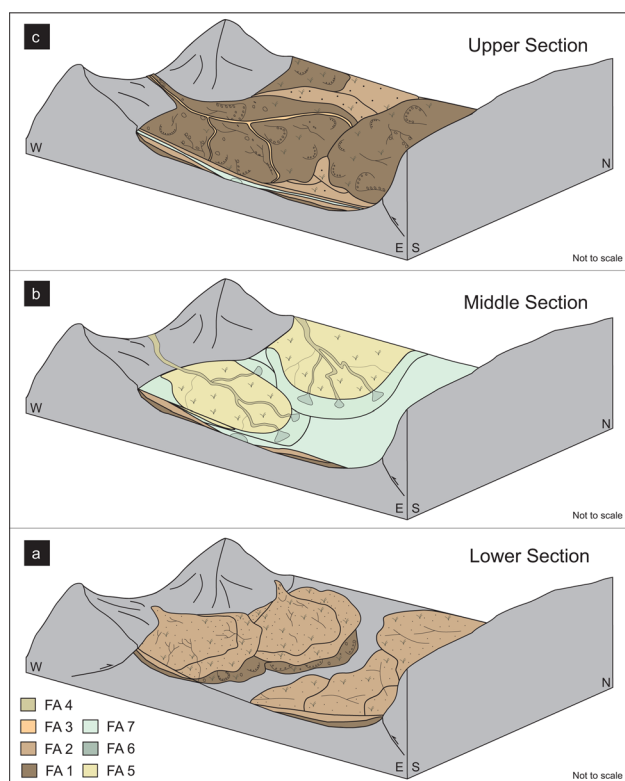 c
Upper Section
W
N
E S
Not to scale
b
Middle Section
W
N
E S
Not to scale
a
Lower Section
W
N
FA 4
FA 3 FA 7
FA 2 FA 6
FA 1 FA 5
E S
Not to scale